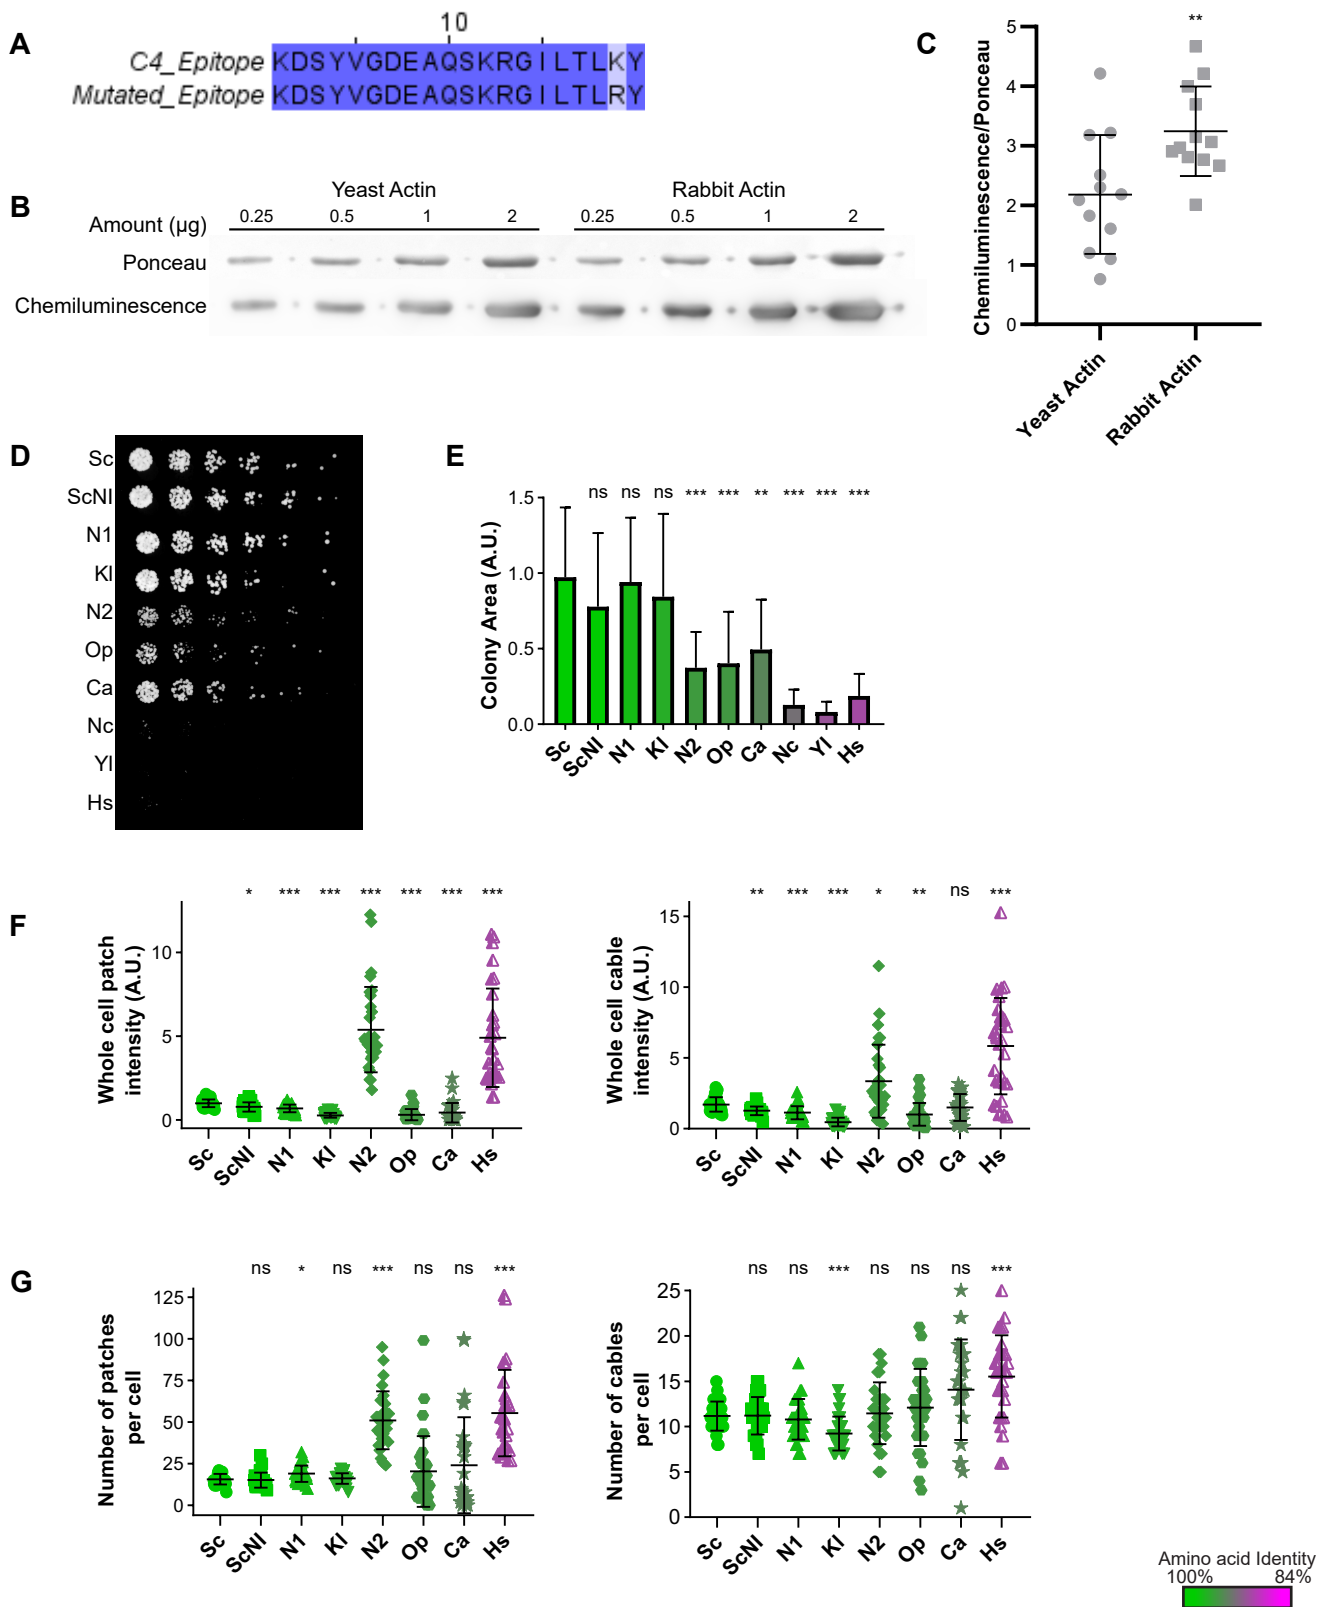 A
10
C4_Epitope KDSYVGDEAQSKRGILTLKY
Mutated_Epitope KDSYVGDEAQSKRGILTLRY
B
Yeast Actin Rabbit Actin
Amount (µg) 0.25 0.5 1 2 0.25 0.5 1 2
Ponceau
Chemiluminescence
C
**
Chemiluminescence/Ponceau
5
4
3
2
1
0
Yeast Actin Rabbit Actin
D
Sc
ScNI
N1
Kl
N2
Op
Ca
Nc
Yl
Hs
E
ns ns ns *** *** ** *** *** ***
Colony Area (A.U.)
1.5
1.0
0.5
0.0
Sc ScNI N1 Kl N2 Op Ca Nc Yl Hs
F
* *** *** *** *** *** ***
Whole cell patch
intensity (A.U.)
10
5
0
Sc ScNI N1 Kl N2 Op Ca Hs
** *** *** * ** ns ***
Whole cell cable
intensity (A.U.)
15
10
5
0
Sc ScNI N1 Kl N2 Op Ca Hs
G
ns * ns *** ns ns ***
Number of patches
per cell
125
100
75
50
25
0
Sc ScNI N1 Kl N2 Op Ca Hs
ns ns *** ns ns ns ***
Number of cables
per cell
25
20
15
10
5
0
Sc ScNI N1 Kl N2 Op Ca Hs
Amino acid Identity
100% 84%